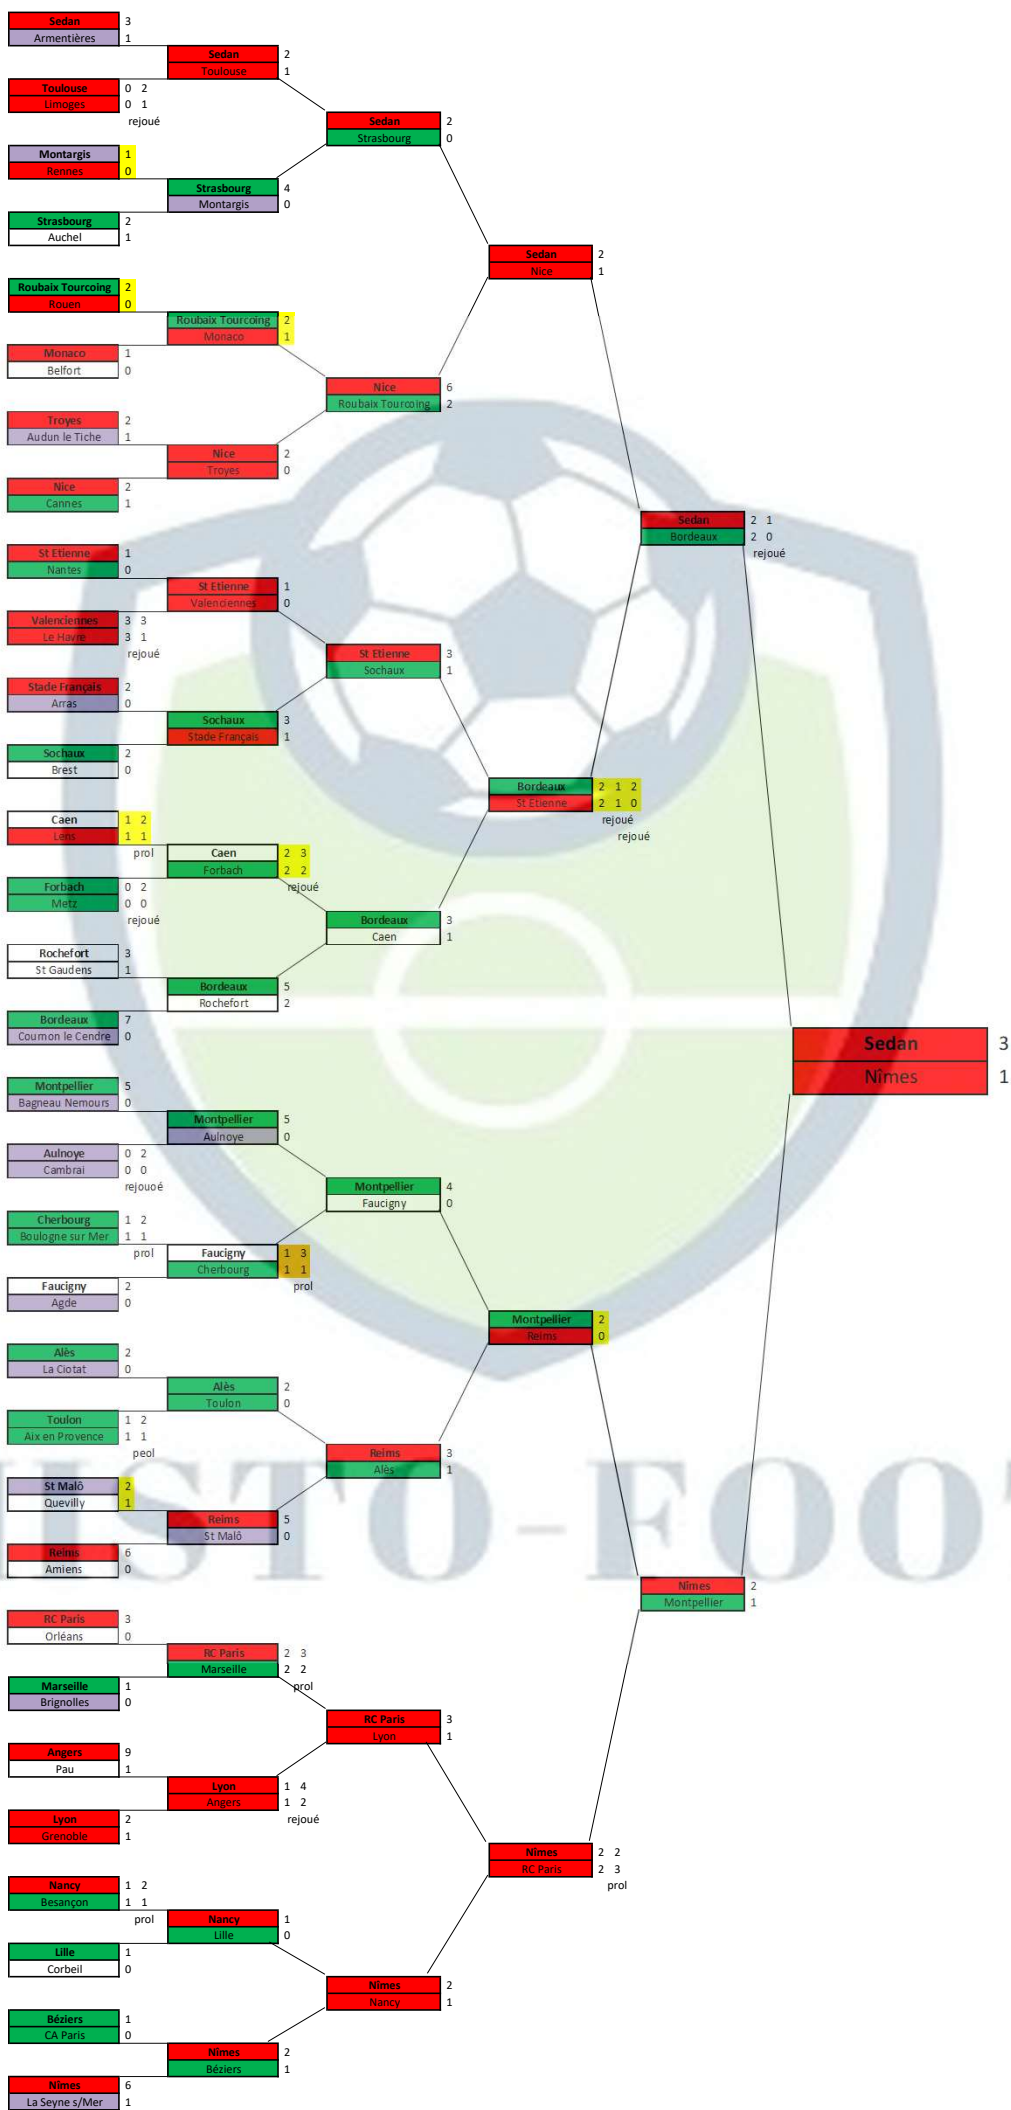 Sedan 3
Armentières 1
Sedan 2
Toulouse 1
Toulouse 0 2
Limoges 0 1
rejoué
Sedan 2
Strasbourg 0
Montargis 1
Rennes 0
Strasbourg 4
Montargis 0
Strasbourg 2
Auchel 1
Sedan 2
Nice 1
Roubaix Tourcoing 2
Rouen 0
Roubaix Tourcoing 2
Monaco 1
Monaco 1
Belfort 0
Nice 6
Roubaix Tourcoing 2
Troyes 2
Audun le Tiche 1
Nice 2
Troyes 0
Nice 2
Cannes 1
Sedan 2 1
Bordeaux 2 0
rejoué
St Etienne 1
Nantes 0
St Etienne 1
Valenciennes 0
Valenciennes 3 3
Le Havre 3 1
rejoué
St Etienne 3
Sochaux 1
Stade Français 2
Arras 0
Sochaux 3
Stade Français 1
Sochaux 2
Brest 0
Bordeaux 2 1 2
St Etienne 2 1 0
rejoué
rejoué
Caen 1 2
Lens 1 1
prol
Caen 2 3
Forbach 2 2
rejoué
Forbach 0 2
Metz 0 0
rejoué
Bordeaux 3
Caen 1
Rochefort 3
St Gaudens 1
Bordeaux 5
Rochefort 2
Bordeaux 7
Cournon le Cendre 0
Sedan 3
Nîmes 1
Montpellier 5
Bagneau Nemours 0
Montpellier 5
Aulnoye 0
Aulnoye 0 2
Cambrai 0 0
rejouoé
Montpellier 4
Faucigny 0
Cherbourg 1 2
Boulogne sur Mer 1 1
prol
Faucigny 1 3
Cherbourg 1 1
prol
Faucigny 2
Agde 0
Montpellier 2
Reims 0
Alès 2
La Ciotat 0
Alès 2
Toulon 0
Toulon 1 2
Aix en Provence 1 1
peol
Reims 3
Alès 1
St Malô 2
Quevilly 1
Reims 5
St Malô 0
Reims 6
Amiens 0
HISTO-FOOT
Nîmes 2
Montpellier 1
RC Paris 3
Orléans 0
RC Paris 2 3
Marseille 2 2
prol
Marseille 1
Brignolles 0
RC Paris 3
Lyon 1
Angers 9
Pau 1
Lyon 1 4
Angers 1 2
rejoué
Lyon 2
Grenoble 1
Nîmes 2 2
RC Paris 2 3
prol
Nancy 1 2
Besançon 1 1
prol
Nancy 1
Lille 0
Lille 1
Corbeil 0
Nîmes 2
Nancy 1
Béziers 1
CA Paris 0
Nîmes 2
Béziers 1
Nîmes 6
La Seyne s/Mer 1